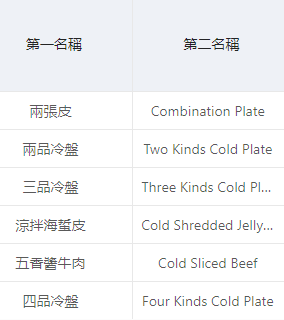 第一名稱 第二名稱
兩張皮 Combination Plate
兩品冷盤 Two Kinds Cold Plate
三品冷盤 Three Kinds Cold Pl...
涼拌海蜇皮 Cold Shredded Jelly...
五香醬牛肉 Cold Sliced Beef
四品冷盤 Four Kinds Cold Plate